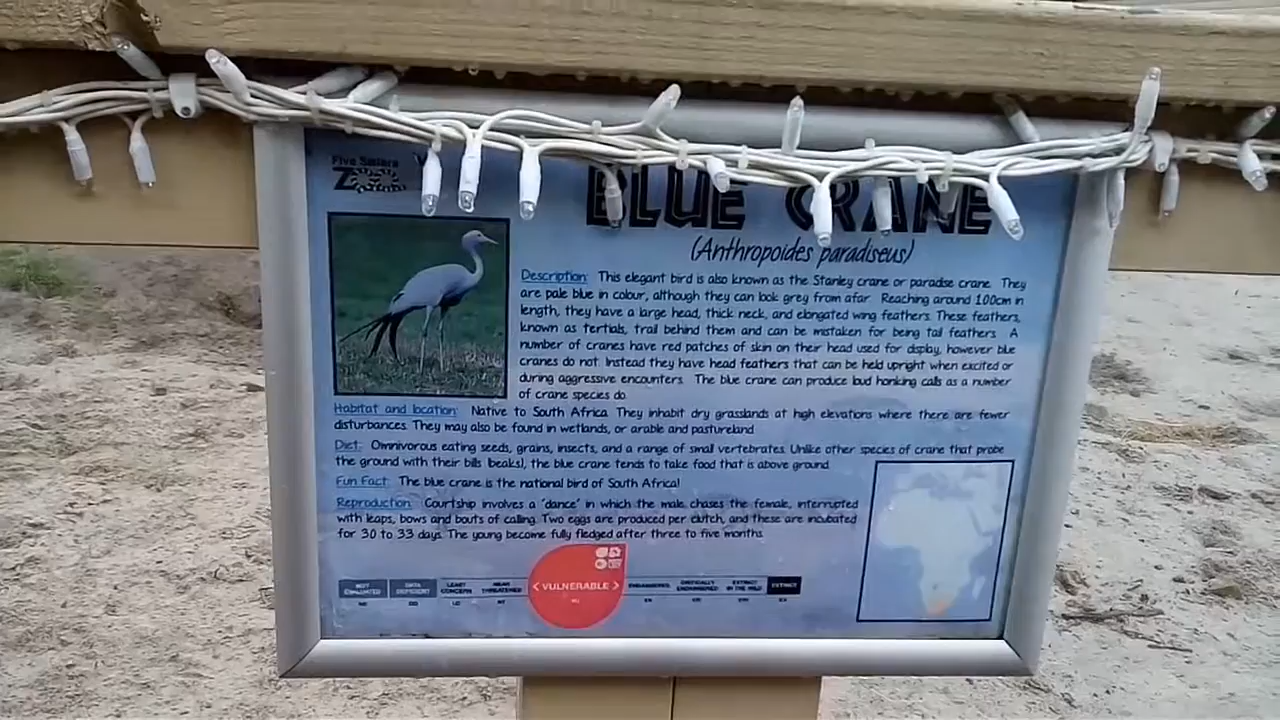 Five Sisters
ZOO
BLUE CRANE
(Anthropoides paradiseus)
Description: This elegant bird is also known as the Stanley crane or paradise crane. They
are pale blue in colour, although they can look grey from afar. Reaching around 100cm in
length, they have a large head, thick neck, and elongated wing feathers. These feathers,
known as tertials, trail behind them and can be mistaken for being tail feathers. A
number of cranes have red patches of skin on their head used for display, however blue
cranes do not. Instead they have head feathers that can be held upright when excited or
during aggressive encounters. The blue crane can produce loud honking calls as a number
of crane species do.
Habitat and location: Native to South Africa. They inhabit dry grasslands at high elevations where there are fewer
disturbances. They may also be found in wetlands, or arable and pastureland.
Diet: Omnivorous eating seeds, grains, insects, and a range of small vertebrates. Unlike other species of crane that probe
the ground with their bills (beaks), the blue crane tends to take food that is above ground.
Fun Fact: The blue crane is the national bird of South Africa!
Reproduction: Courtship involves a 'dance' in which the male chases the female, interrupted
with leaps, bows and bouts of calling. Two eggs are produced per clutch, and these are incubated
for 30 to 33 days. The young become fully fledged after three to five months.
NOT EVALUATED DATA DEFICIENT LEAST CONCERN NEAR THREATENED < VULNERABLE > ENDANGERED CRITICALLY ENDANGERED EXTINCT IN THE WILD EXTINCT
NE DD LC NT VU EN CR EW EX